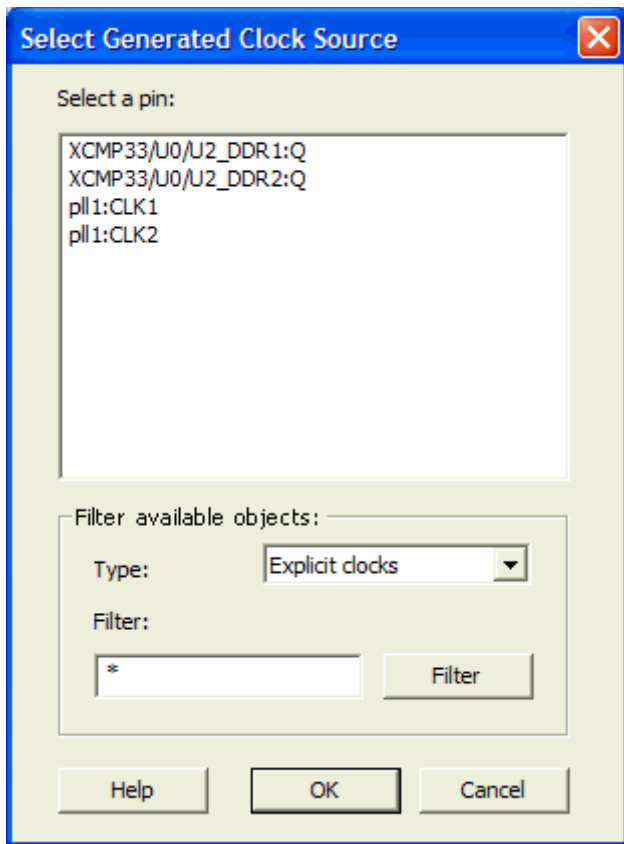 Select Generated Clock Source
Select a pin:
XCMP33/U0/U2_DDR1:Q
XCMP33/U0/U2_DDR2:Q
pll1:CLK1
pll1:CLK2
Filter available objects:
Type:
Explicit clocks
Filter:
*
Filter
Help
OK
Cancel